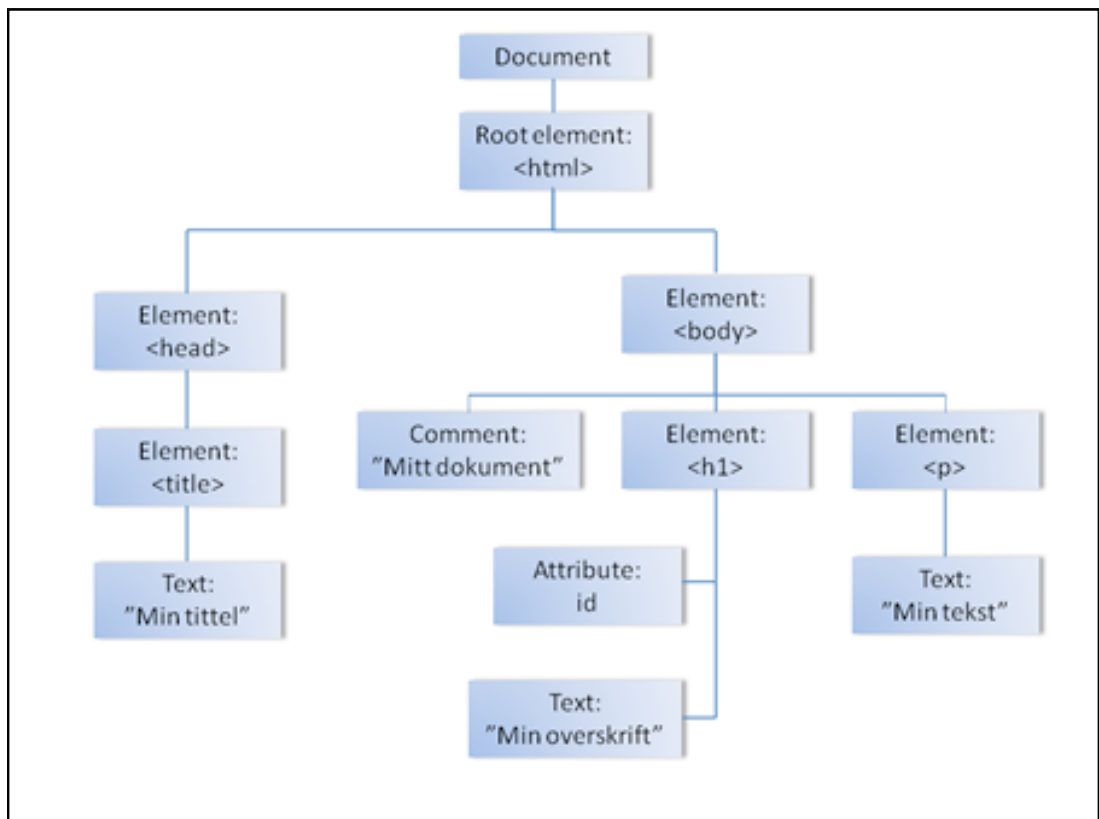 Document
Root element:
<html>
Element:
<head>
Element:
<body>
Element:
<title>
Comment:
”Mitt dokument”
Element:
<h1>
Element:
<p>
Text:
”Min tittel”
Attribute:
id
Text:
”Min tekst”
Text:
”Min overskrift”